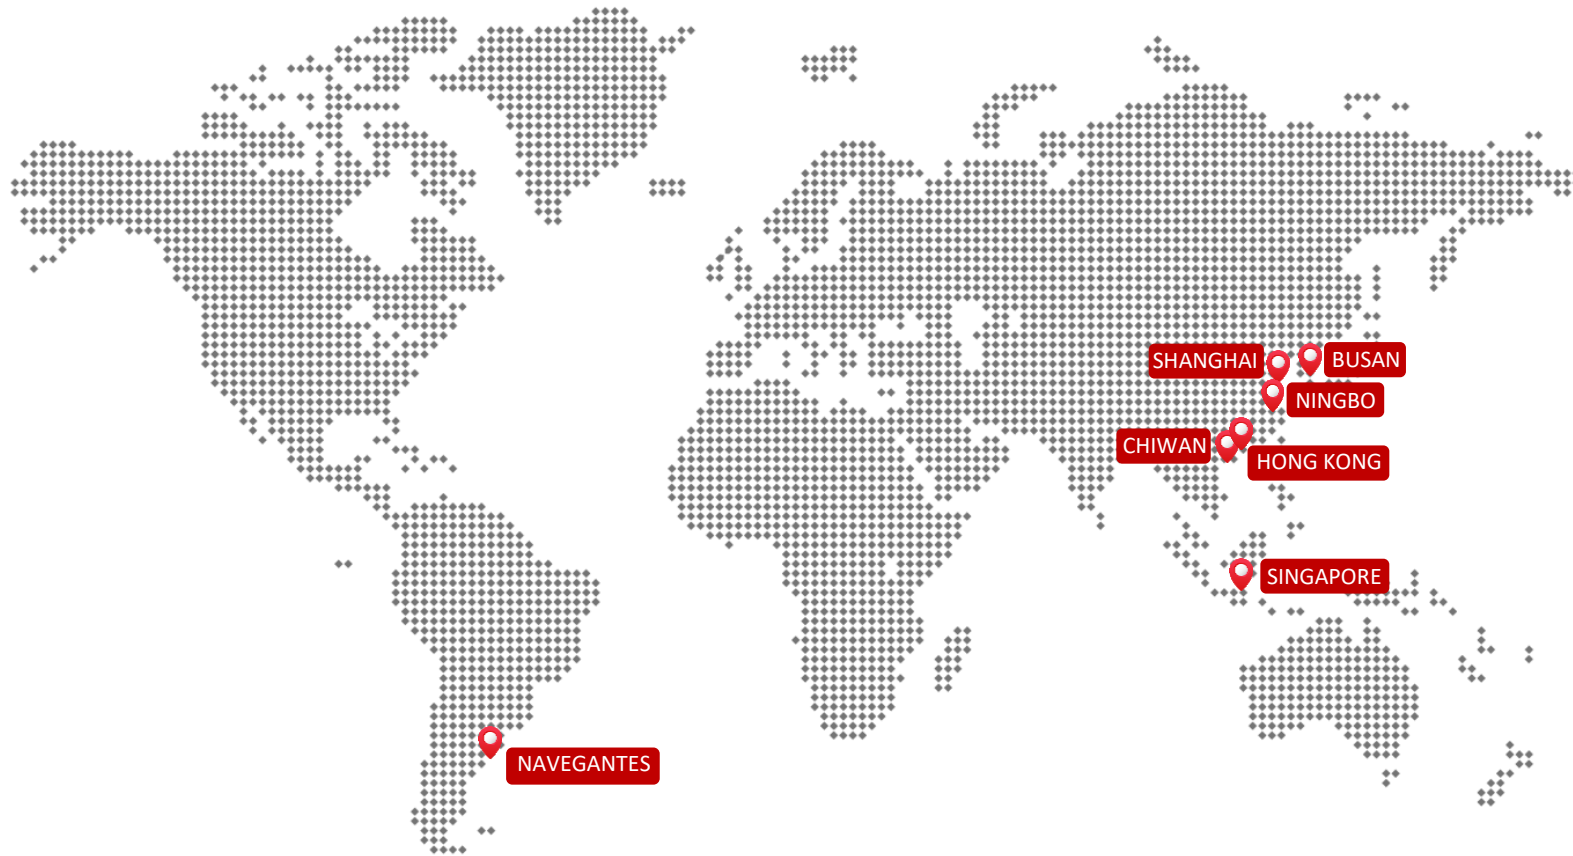 SHANGHAI
BUSAN
NINGBO
CHIWAN
HONG KONG
SINGAPORE
NAVEGANTES